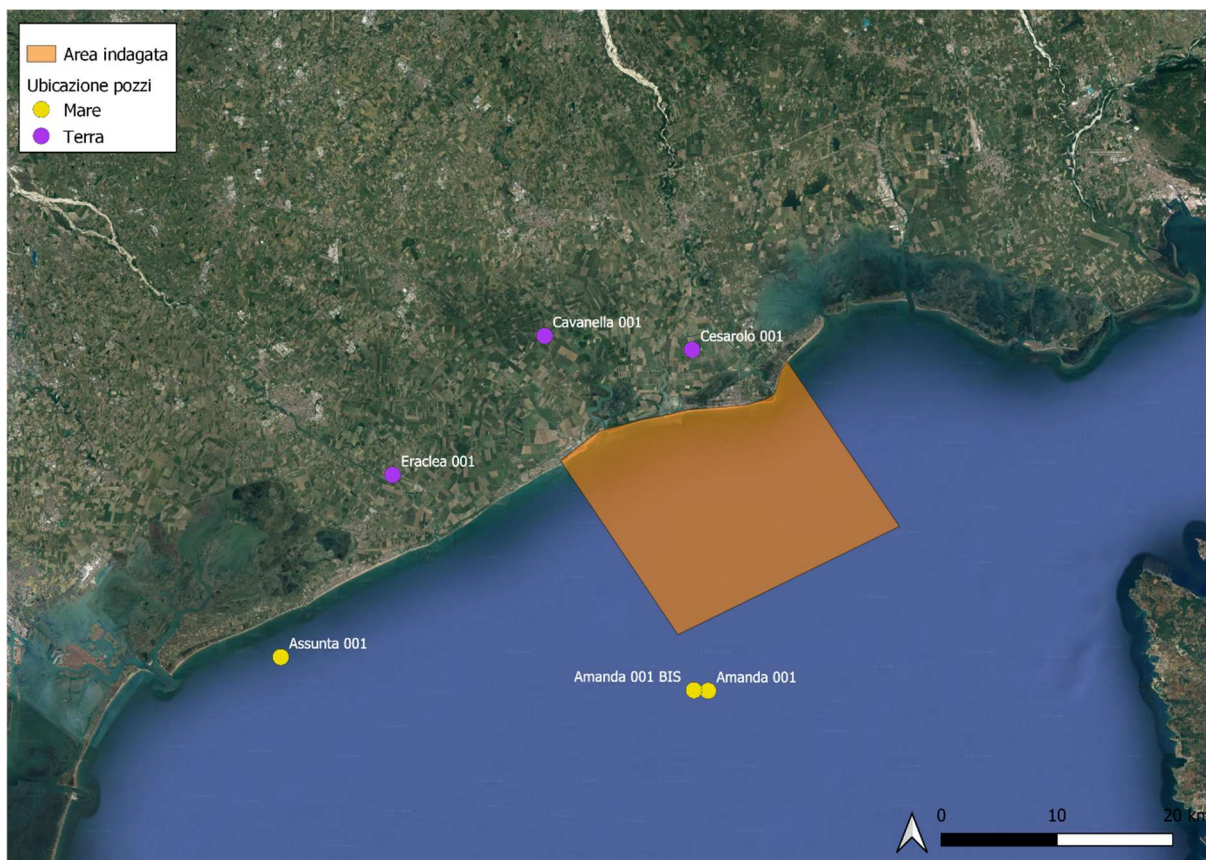 Area indagata
Ubicazione pozzi
Mare
Terra
Cavanella 001
Cesarolo 001
Eraclea 001
Assunta 001
Amanda 001 BIS
Amanda 001
0
10
20 km